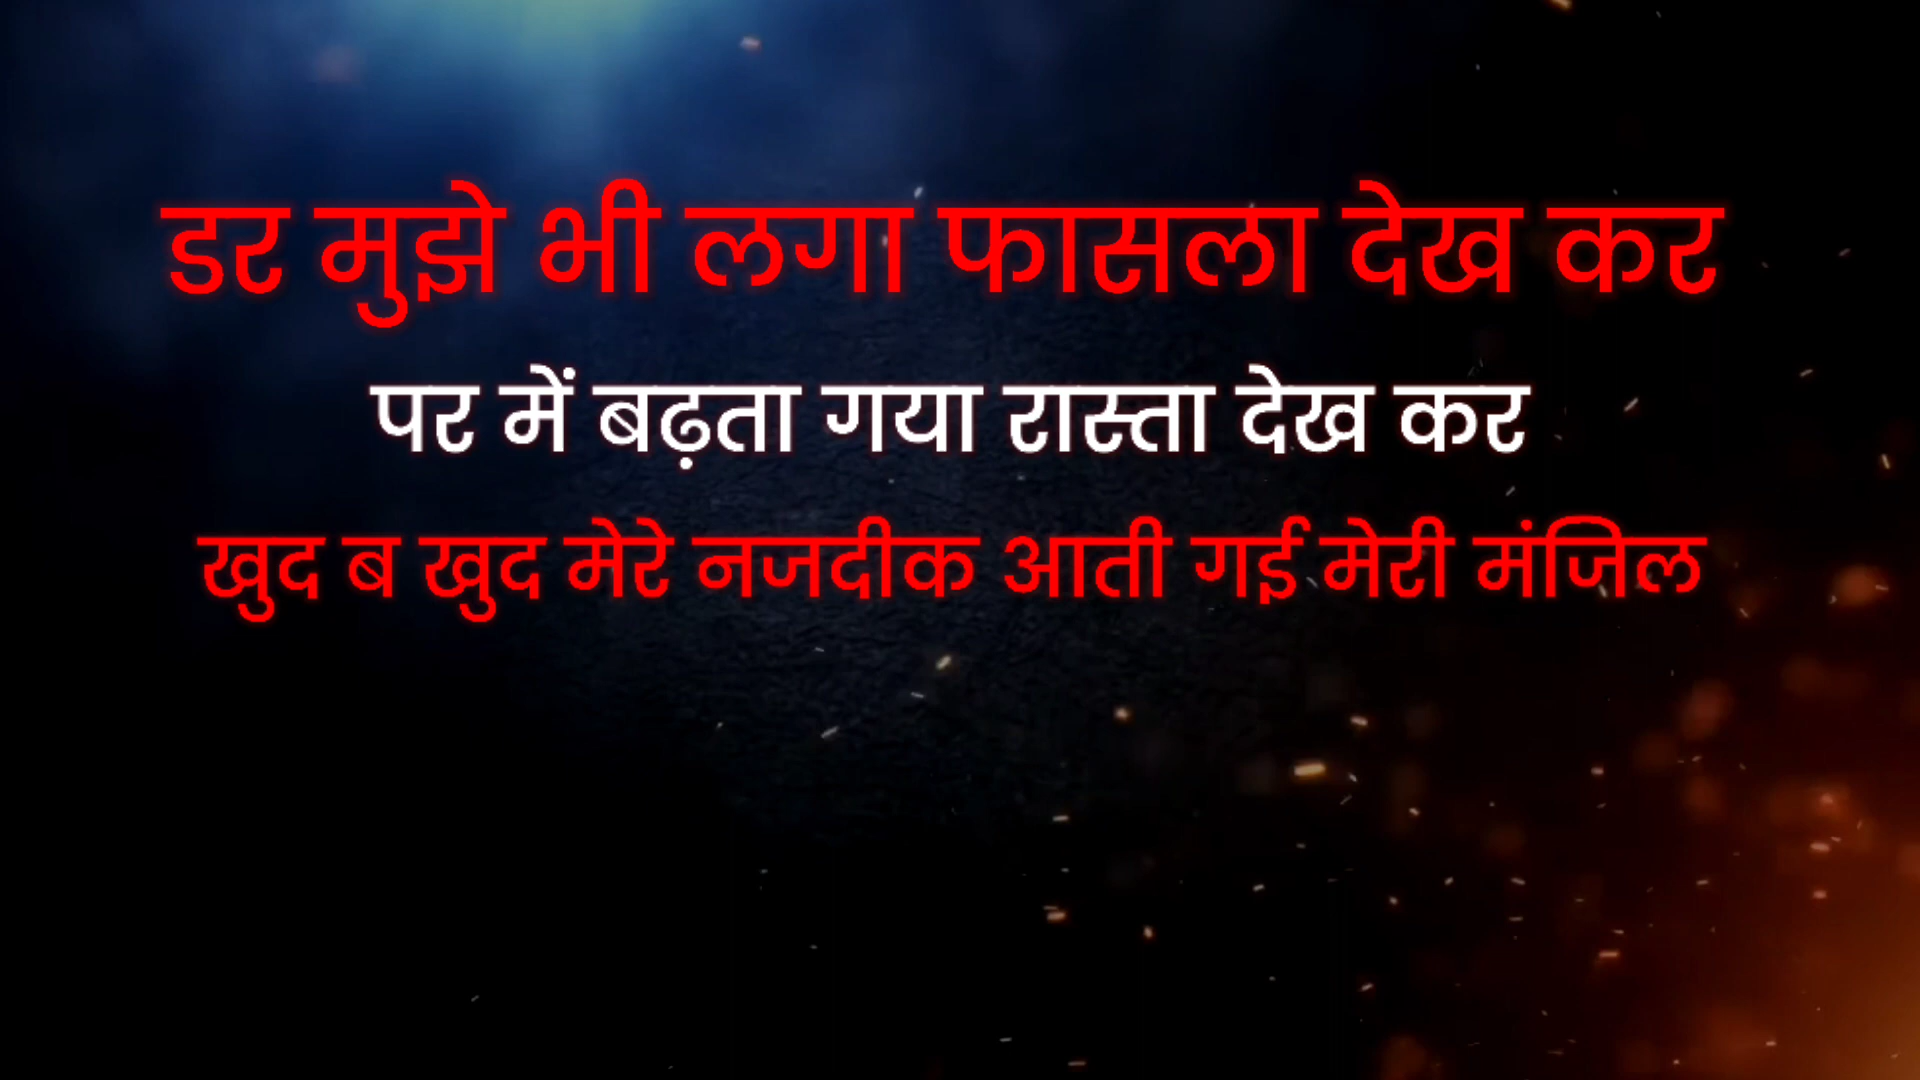 डर मुझे भी लगा फासला देख कर
पर में बढ़ता गया रास्ता देख कर
खुद ब खुद मेरे नजदीक आती गई मेरी मंजिल